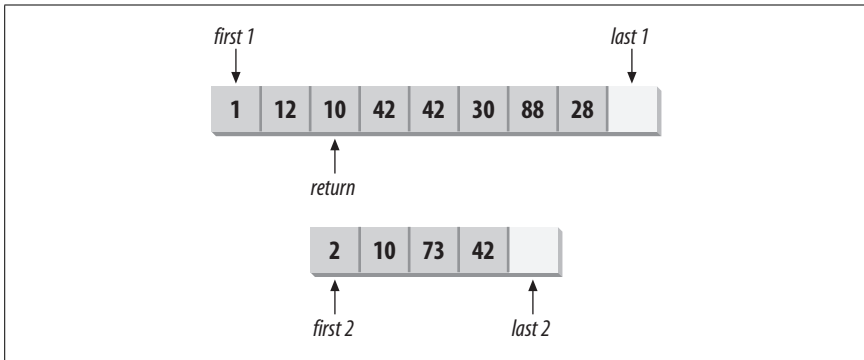 first 1 last 1
1 12 10 42 42 30 88 28
return
2 10 73 42
first 2 last 2